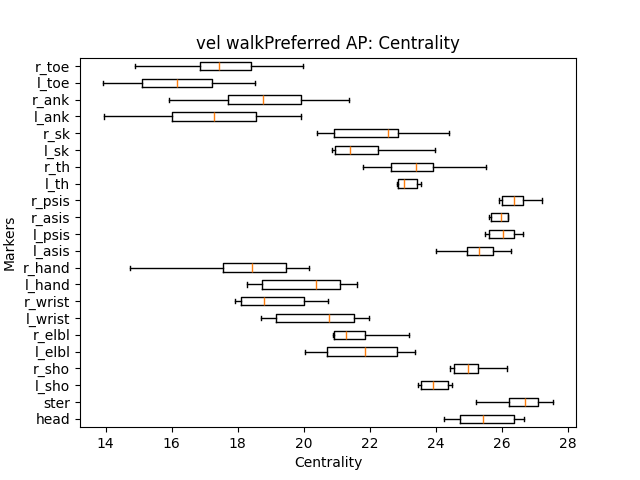 vel walkPreferred AP: Centrality
r_toe
l_toe
r_ank
l_ank
r_sk
l_sk
r_th
l_th
r_psis
r_asis
l_psis
l_asis
r_hand
l_hand
r_wrist
l_wrist
r_elbl
l_elbl
r_sho
l_sho
ster
head
Markers
14 16 18 20 22 24 26 28
Centrality